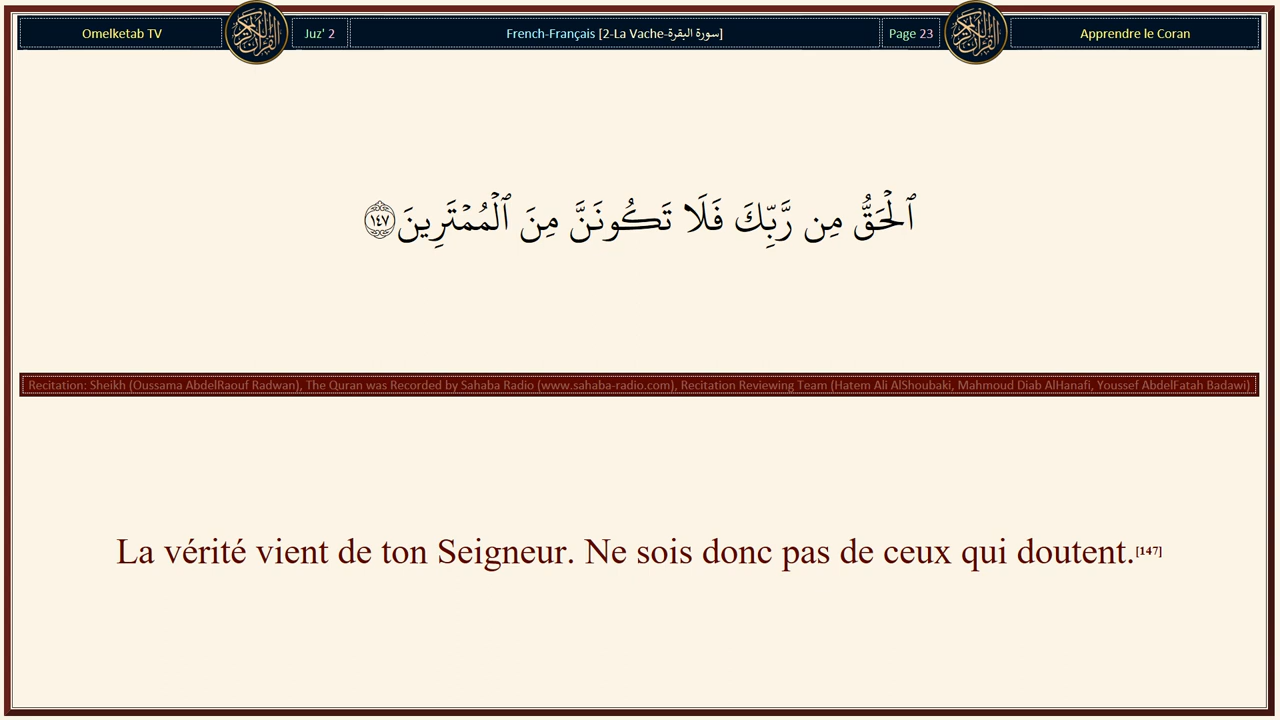 Omelketab TV
Juz' 2
French-Français [2-La Vache-سورة البقرة]
Page 23
Apprendre le Coran
ٱلْحَقُّ مِن رَّبِّكَ فَلَا تَكُونَنَّ مِنَ ٱلْمُمْتَرِينَ ١٤٧
Recitation: Sheikh (Oussama AbdelRaouf Radwan), The Quran was Recorded by Sahaba Radio (www.sahaba-radio.com), Recitation Reviewing Team (Hatem Ali AlShoubaki, Mahmoud Diab AlHanafi, Youssef AbdelFatah Badawi)
La vérité vient de ton Seigneur. Ne sois donc pas de ceux qui doutent.[147]